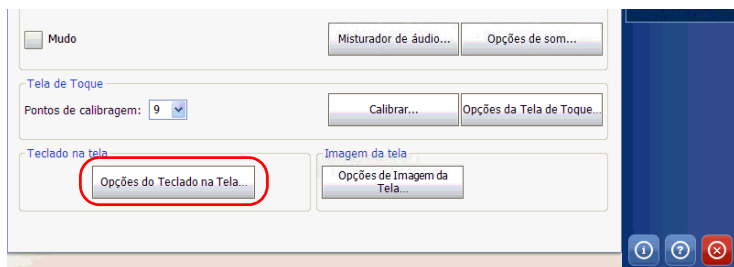 Mudo
Misturador de áudio...
Opções de som...
Tela de Toque
Pontos de calibragem: 9
Calibrar...
Opções da Tela de Toque...
Teclado na tela
Imagem da tela
Opções do Teclado na Tela...
Opções de Imagem da
Tela...